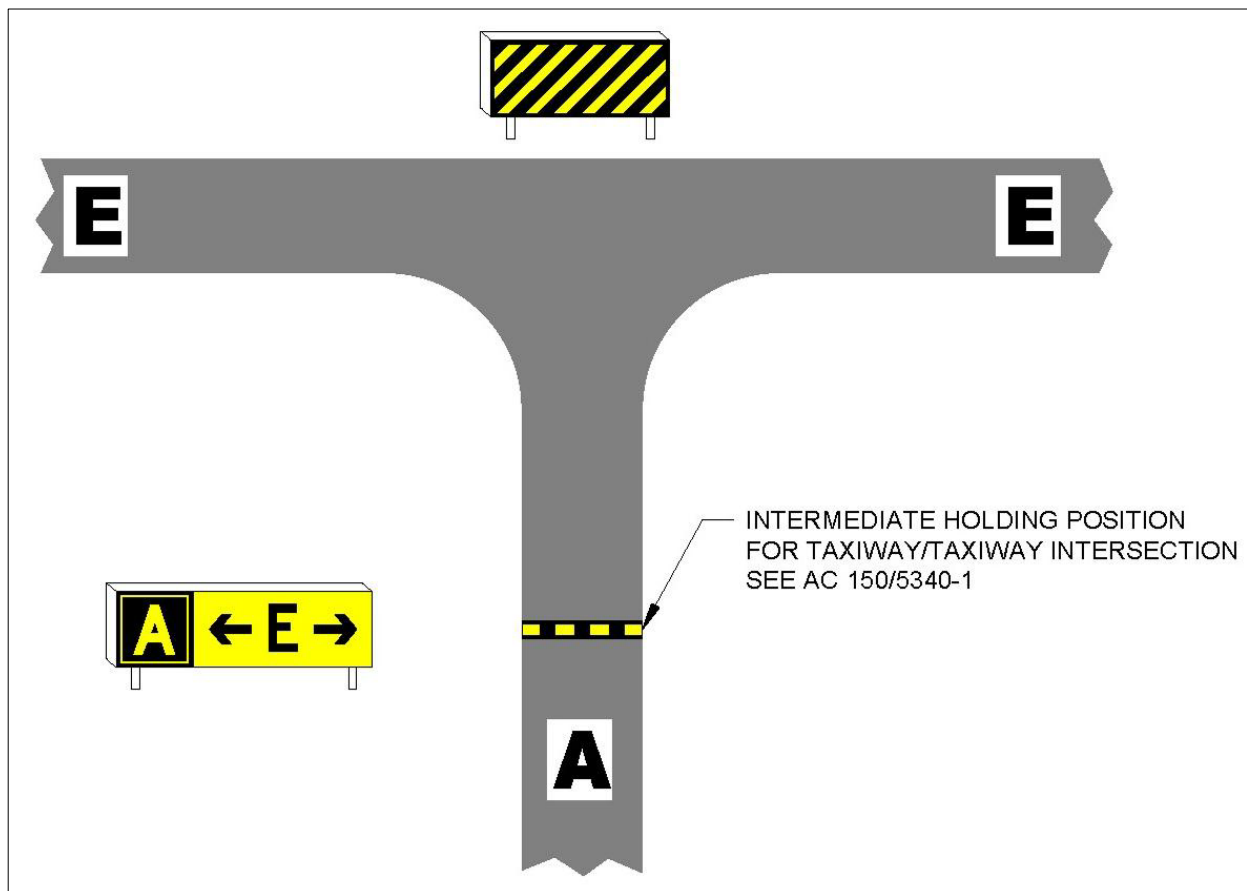 E
E
INTERMEDIATE HOLDING POSITION
FOR TAXIWAY/TAXIWAY INTERSECTION
SEE AC 150/5340-1
A ← E →
A